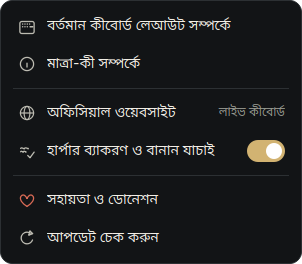 বর্তমান কীবোর্ড লেআউট সম্পর্কে
মাত্রা-কী সম্পর্কে
অফিসিয়াল ওয়েবসাইট লাইভ কীবোর্ড
হার্পার ব্যাকরণ ও বানান যাচাই
সহায়তা ও ডোনেশন
আপডেট চেক করুন